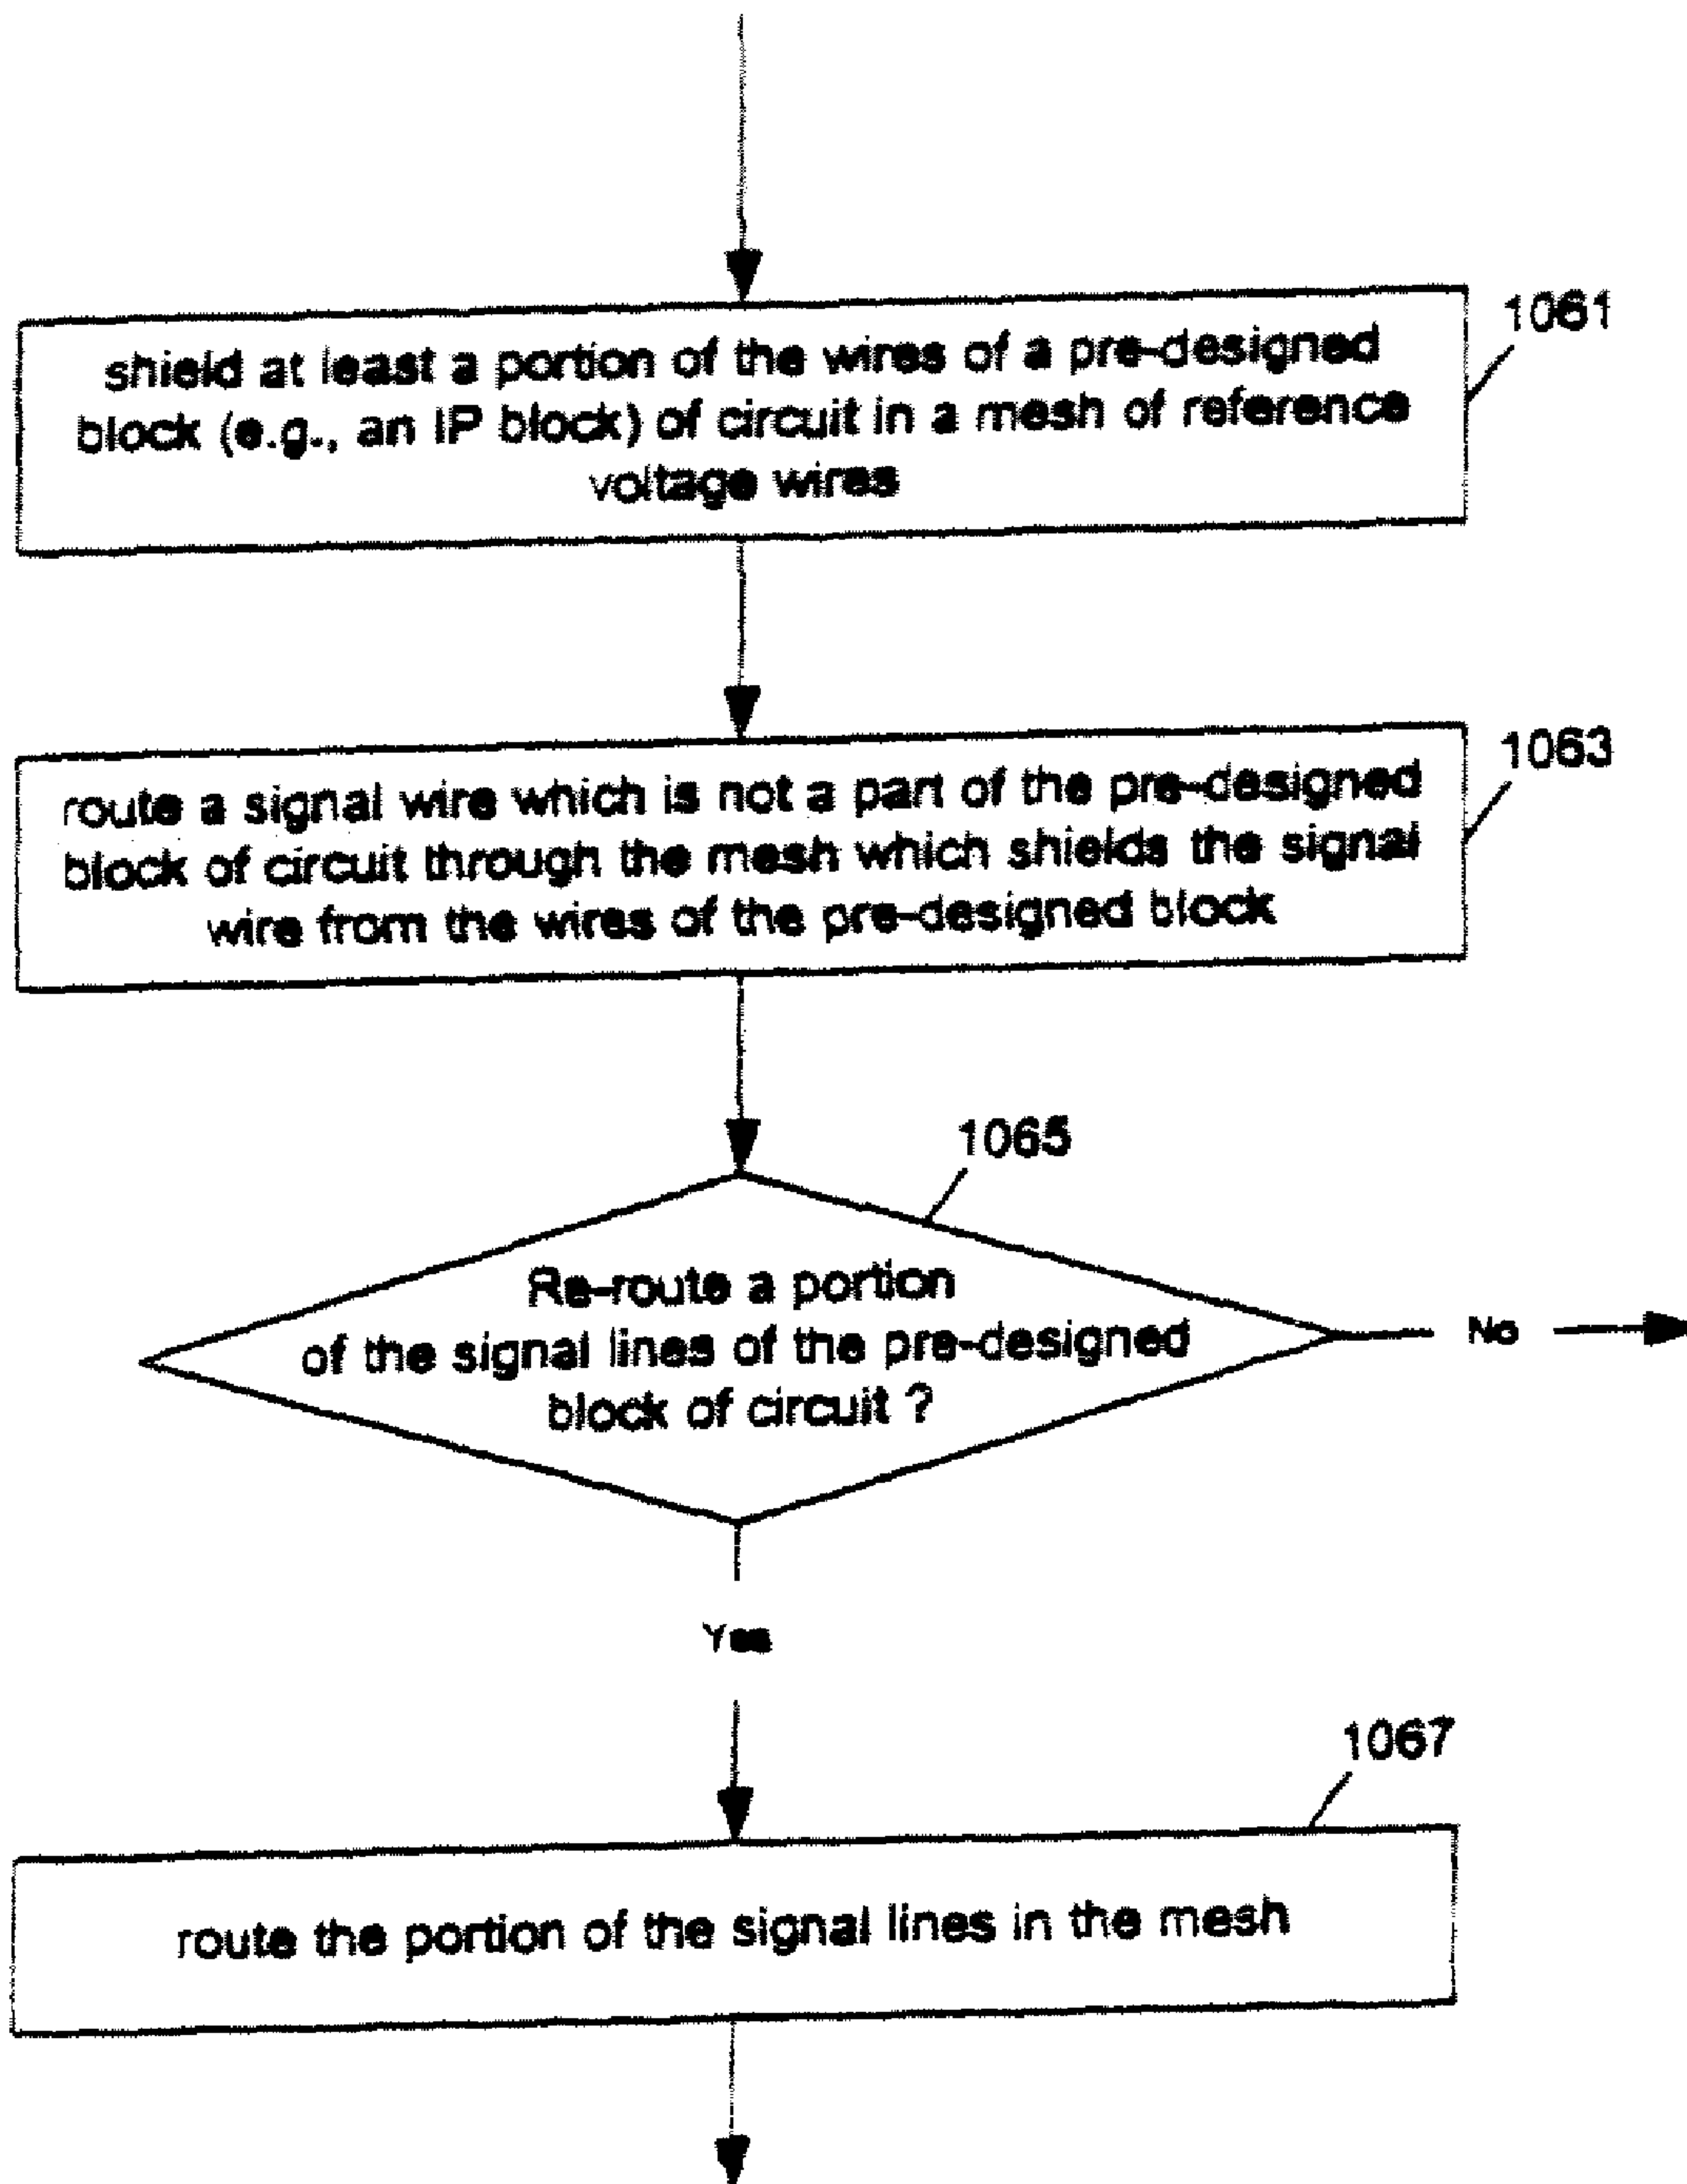 1061
shield at least a portion of the wires of a pre-designed
block (e.g., an IP block) of circuit in a mesh of reference
voltage wires
1063
route a signal wire which is not a part of the pre-designed
block of circuit through the mesh which shields the signal
wire from the wires of the pre-designed block
1065
Re-route a portion
of the signal lines of the pre-designed
block of circuit ?
No
Yes
1067
route the portion of the signal lines in the mesh